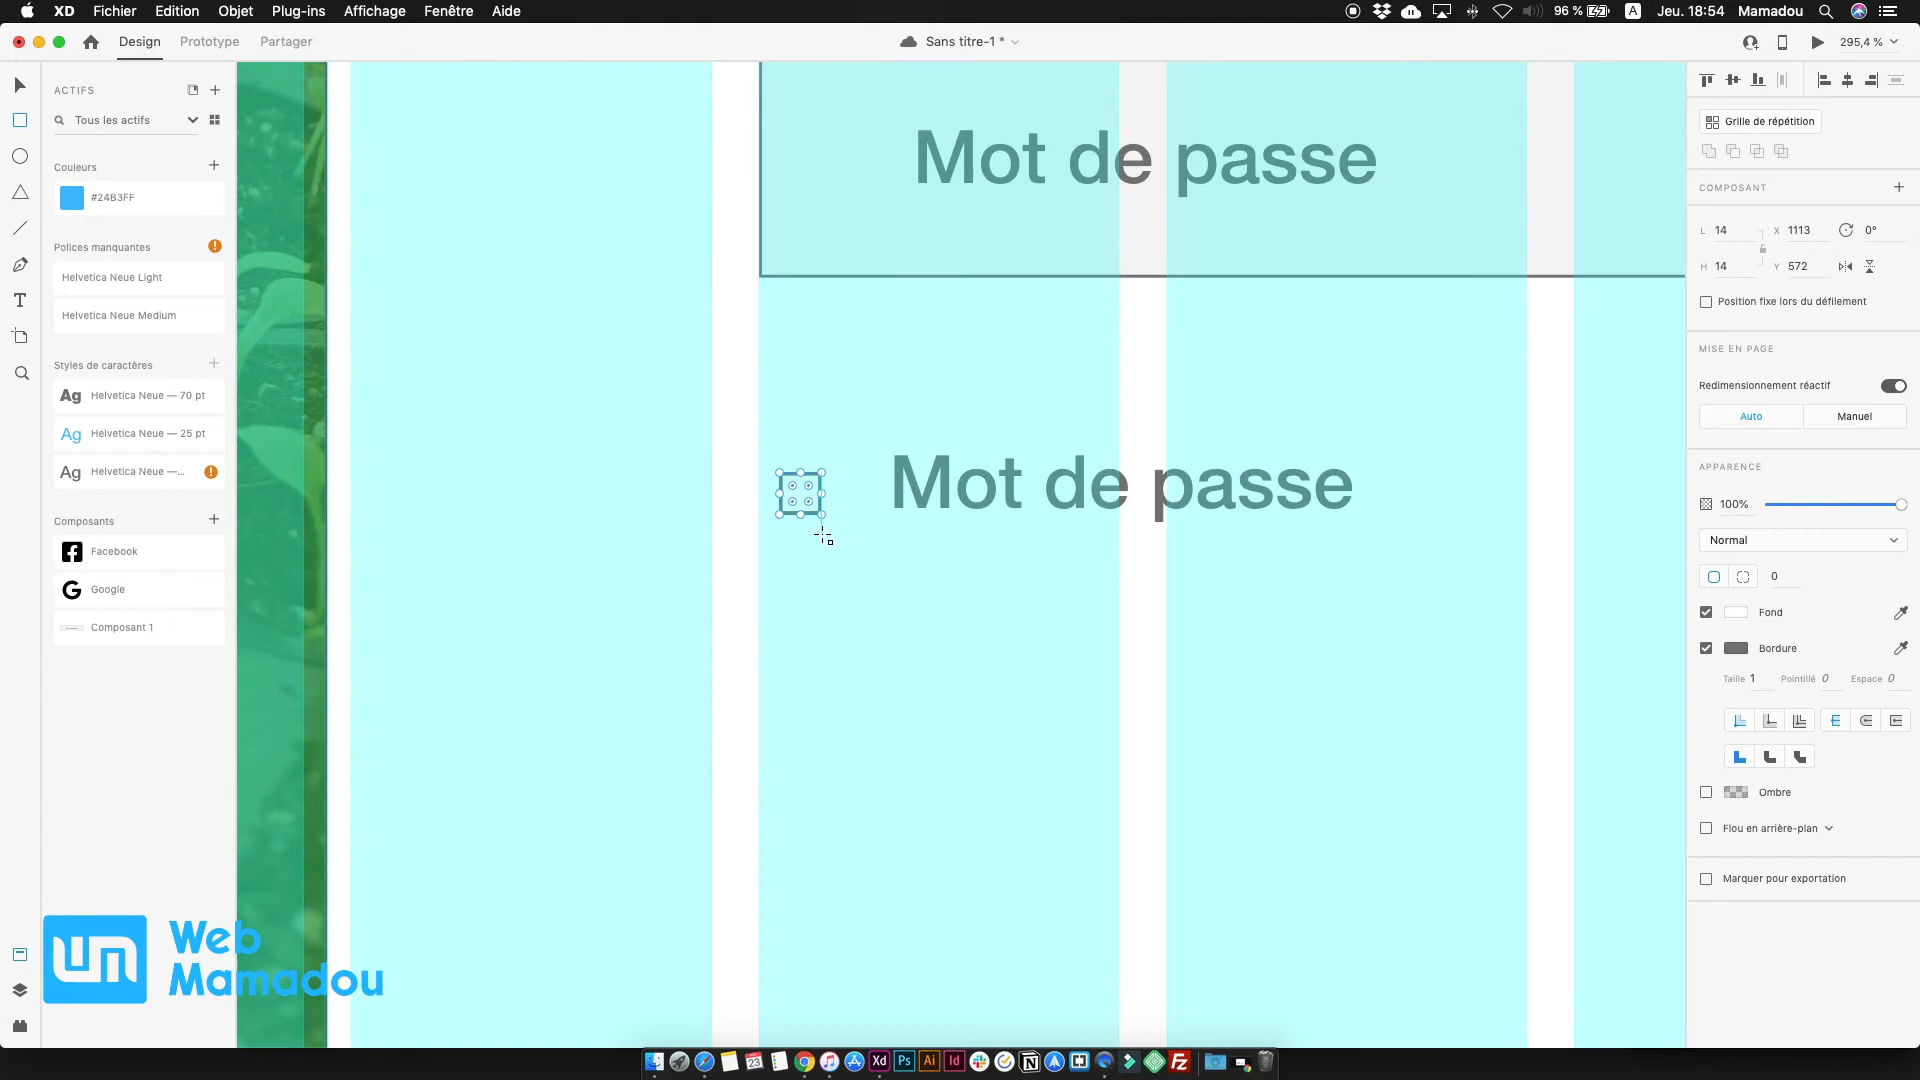 XD Fichier Edition Objet Plug-ins Affichage Fenêtre Aide
96 % A Jeu. 18:54 Mamadou
Design Prototype Partager
Sans titre-1 *
295,4 %
ACTIFS
Tous les actifs
Couleurs
#24B3FF
Polices manquantes
Helvetica Neue Light
Helvetica Neue Medium
Styles de caractères
Ag Helvetica Neue — 70 pt
Ag Helvetica Neue — 25 pt
Ag Helvetica Neue —...
Composants
Facebook
Google
Composant 1
Mot de passe
Mot de passe
Grille de répétition
COMPOSANT
L 14 X 1113 0°
H 14 Y 572
Position fixe lors du défilement
MISE EN PAGE
Redimensionnement réactif
Auto Manuel
APPARENCE
100%
Normal
0
Fond
Bordure
Taille 1 Pointillé 0 Espace 0
Ombre
Flou en arrière-plan
Marquer pour exportation
Web
Mamadou
23
Xd Ps Ai Id